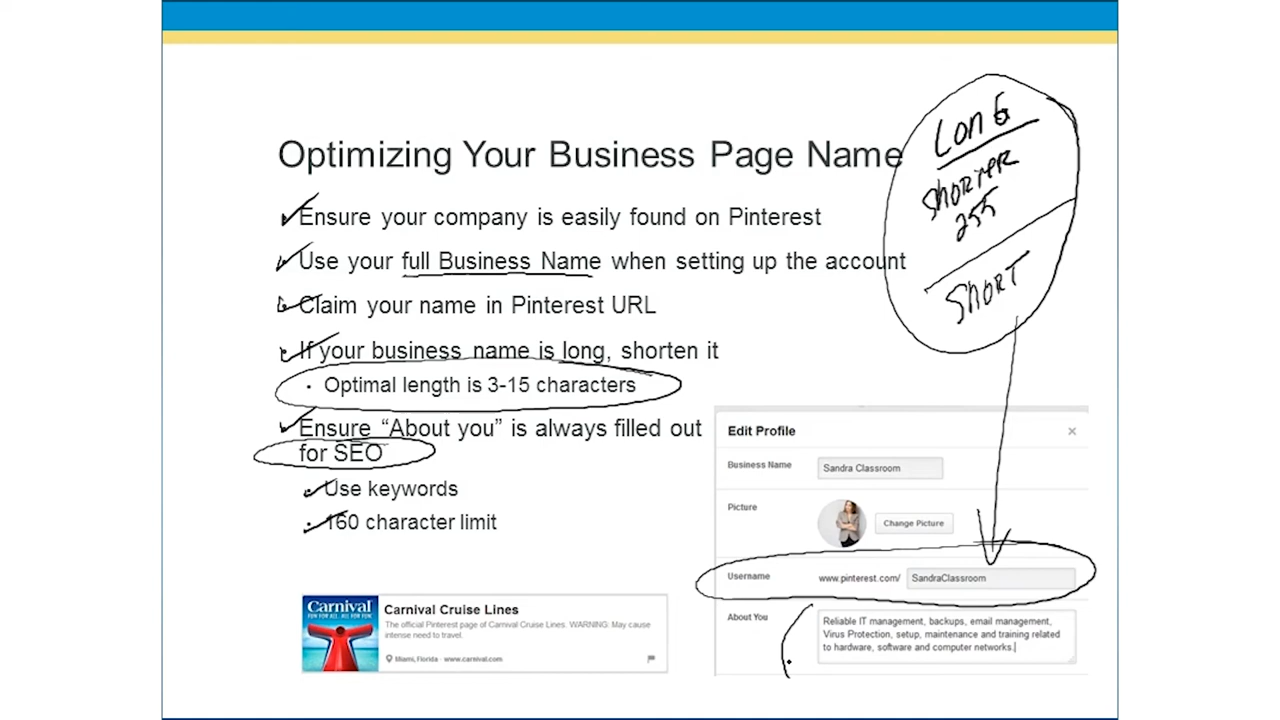 Optimizing Your Business Page Name
Ensure your company is easily found on Pinterest
Use your full Business Name when setting up the account
Claim your name in Pinterest URL
If your business name is long, shorten it
Optimal length is 3-15 characters
Ensure “About you” is always filled out
for SEO
Use keywords
160 character limit
Long
Shorter
255
Short
Edit Profile
Business Name
Sandra Classroom
Picture
Change Picture
Username
www.pinterest.com/
SandraClassroom
About You
Reliable IT management, backups, email management,
Virus Protection, setup, maintenance and training related
to hardware, software and computer networks.
Carnival
FUN FOR ALL. ALL FOR FUN.
Carnival Cruise Lines
The official Pinterest page of Carnival Cruise Lines. WARNING: May cause
intense need to travel.
Miami, Florida · www.carnival.com